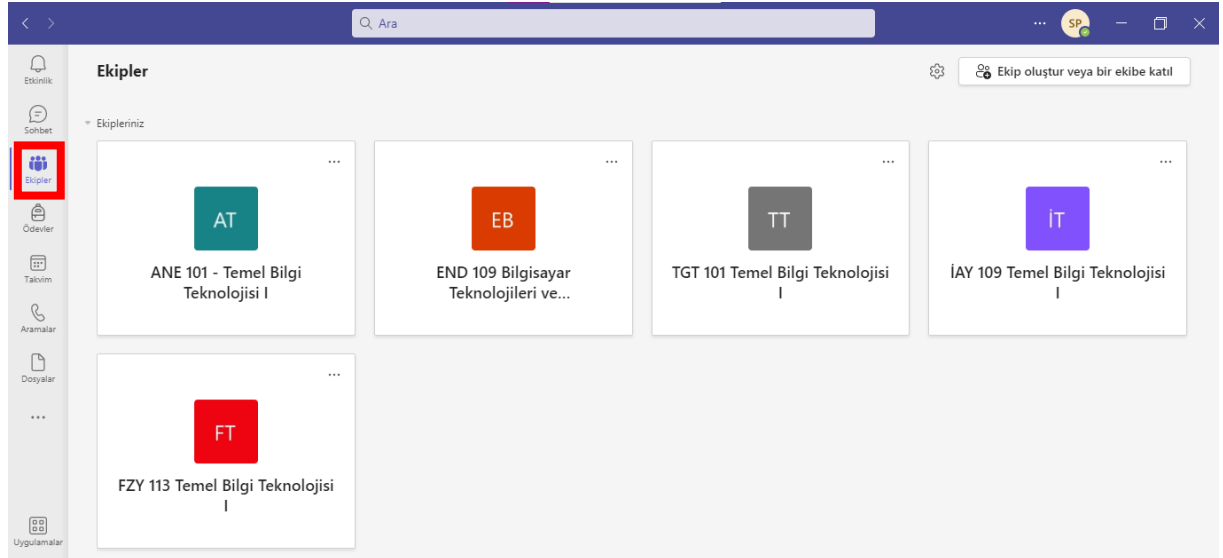 Ara
SP
Etkinlik
Sohbet
Ekipler
Ödevler
Takvim
Aramalar
Dosyalar
Uygulamalar
Ekipler
Ekip oluştur veya bir ekibe katıl
Ekipleriniz
AT
ANE 101 - Temel Bilgi
Teknolojisi I
EB
END 109 Bilgisayar
Teknolojileri ve...
TT
TGT 101 Temel Bilgi Teknolojisi
I
İT
İAY 109 Temel Bilgi Teknolojisi
I
FT
FZY 113 Temel Bilgi Teknolojisi
I